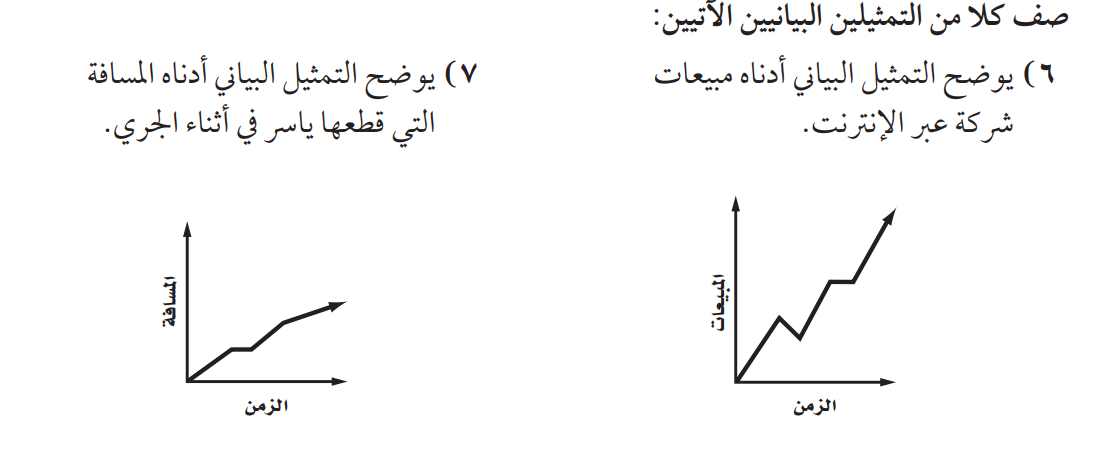 صف كلا من التمثيلين البيانيين الآتيين:
٦) يوضح التمثيل البياني أدناه مبيعات
شركة عبر الإنترنت.
المبيعات
الزمن
٧) يوضح التمثيل البياني أدناه المسافة
التي قطعها ياسر في أثناء الجري.
المسافة
الزمن